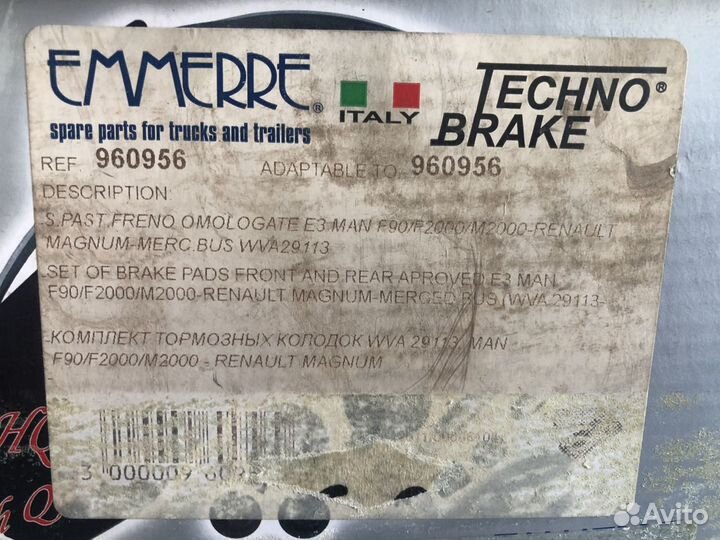 EMMERRE®
spare parts for trucks and trailers
ITALY
TECHNO®
BRAKE
REF. 960956
ADAPTABLE TO 960956
DESCRIPTION
S.PAST.FRENO OMOLOGATE E3 MAN F90/F2000/M2000-RENAULT
MAGNUM-MERC.BUS WVA29113
SET OF BRAKE PADS FRONT AND REAR APROVED E3 MAN
F90/F2000/M2000-RENAULT MAGNUM-MERCED.BUS (WVA 29113-
КОМПЛЕКТ ТОРМОЗНЫХ КОЛОДОК WVA 29113 MAN
F90/F2000/M2000 - RENAULT MAGNUM
3 000009
Avito